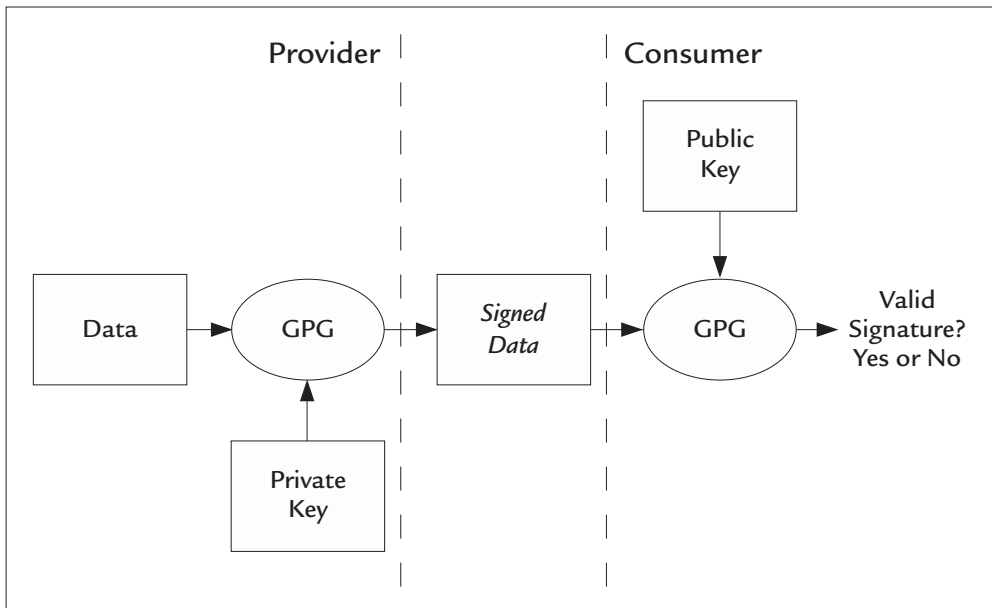 Provider
Consumer
Public
Key
Data
GPG
Signed
Data
GPG
Valid
Signature?
Yes or No
Private
Key